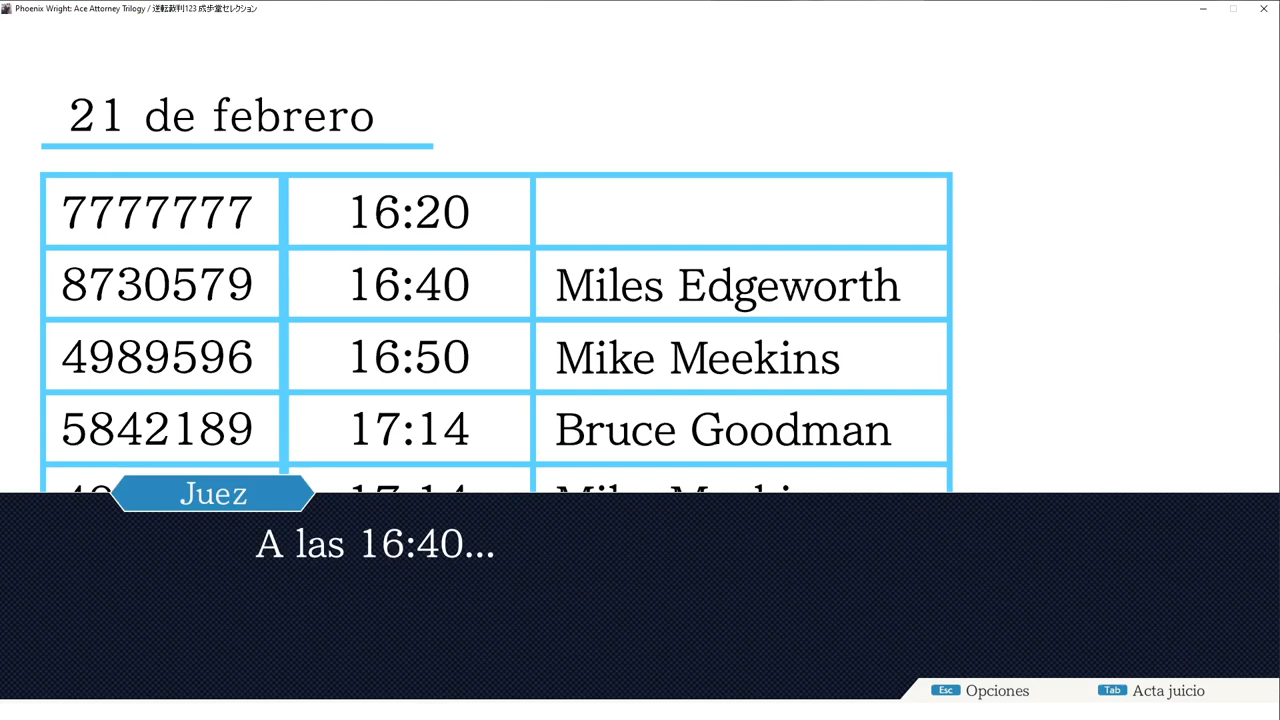 Phoenix Wright: Ace Attorney Trilogy / 逆転裁判123 成歩堂セレクション
21 de febrero
7777777 16:20
8730579 16:40 Miles Edgeworth
4989596 16:50 Mike Meekins
5842189 17:14 Bruce Goodman
Juez
A las 16:40...
Esc Opciones Tab Acta juicio